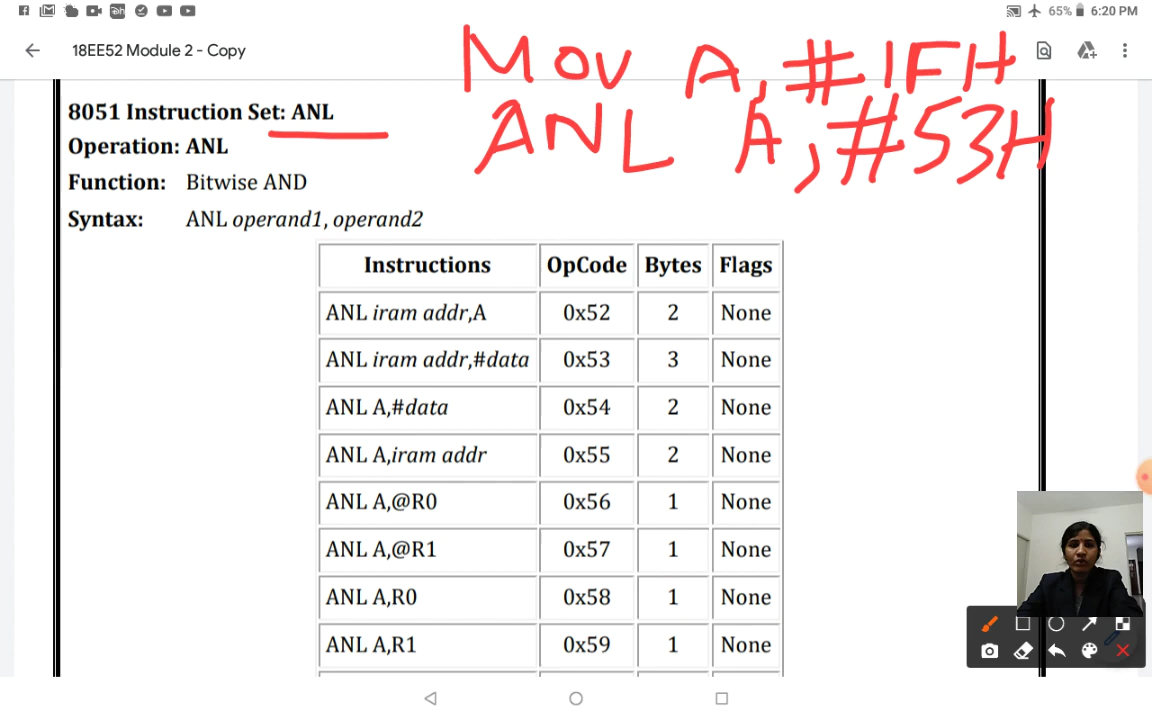 65% 6:20 PM
18EE52 Module 2 - Copy
MOV A, #1FH
ANL A, #53H
8051 Instruction Set: ANL
Operation: ANL
Function: Bitwise AND
Syntax: ANL operand1, operand2
Instructions OpCode Bytes Flags
ANL iram addr,A 0x52 2 None
ANL iram addr,#data 0x53 3 None
ANL A,#data 0x54 2 None
ANL A,iram addr 0x55 2 None
ANL A,@R0 0x56 1 None
ANL A,@R1 0x57 1 None
ANL A,R0 0x58 1 None
ANL A,R1 0x59 1 None